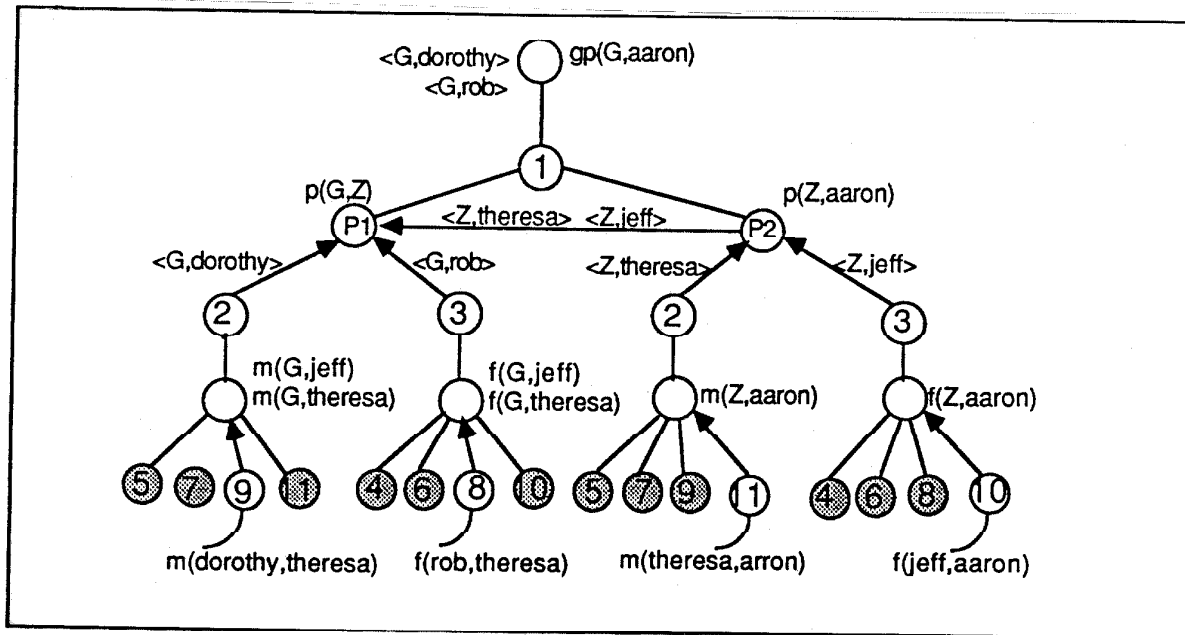 <G,dorothy> gp(G,aaron)
<G,rob>
1
p(G,Z) p(Z,aaron)
P1 <Z,theresa> <Z,jeff> P2
<G,dorothy> <G,rob> <Z,theresa> <Z,jeff>
2 3 2 3
m(G,jeff) f(G,jeff)
m(G,theresa) f(G,theresa) m(Z,aaron) f(Z,aaron)
5 7 9 11 4 6 8 10 5 7 9 11 4 6 8 10
m(dorothy,theresa) f(rob,theresa) m(theresa,arron) f(jeff,aaron)